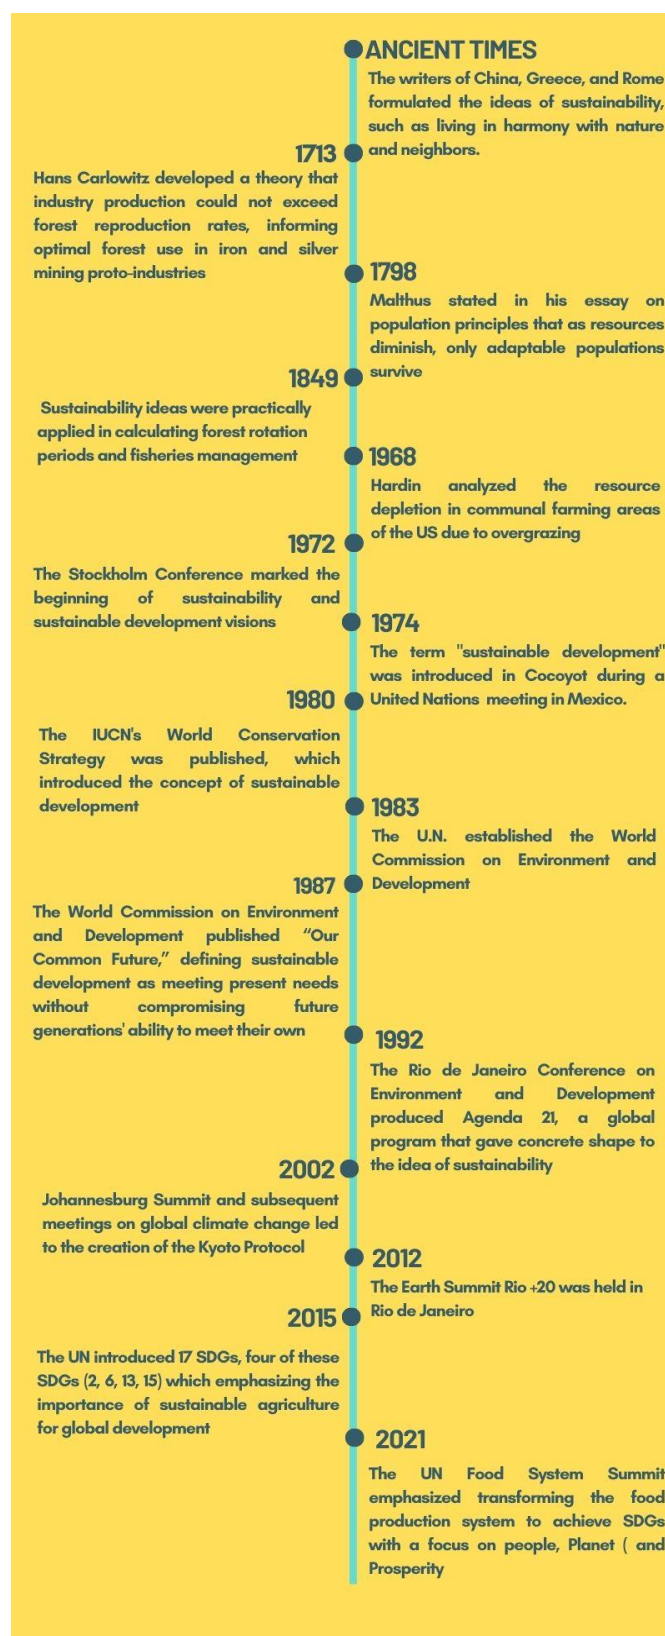 ANCIENT TIMES
The writers of China, Greece, and Rome
formulated the ideas of sustainability,
such as living in harmony with nature
and neighbors.
1713
Hans Carlowitz developed a theory that
industry production could not exceed
forest reproduction rates, informing
optimal forest use in iron and silver
mining proto-industries
1798
Malthus stated in his essay on
population principles that as resources
diminish, only adaptable populations
survive
1849
Sustainability ideas were practically
applied in calculating forest rotation
periods and fisheries management
1968
Hardin analyzed the resource
depletion in communal farming areas
of the US due to overgrazing
1972
The Stockholm Conference marked the
beginning of sustainability and
sustainable development visions
1974
The term "sustainable development"
was introduced in Cocoyot during a
United Nations meeting in Mexico.
1980
The IUCN's World Conservation
Strategy was published, which
introduced the concept of sustainable
development
1983
The U.N. established the World
Commission on Environment and
Development
1987
The World Commission on Environment
and Development published “Our
Common Future,” defining sustainable
development as meeting present needs
without compromising future
generations' ability to meet their own
1992
The Rio de Janeiro Conference on
Environment and Development
produced Agenda 21, a global
program that gave concrete shape to
the idea of sustainability
2002
Johannesburg Summit and subsequent
meetings on global climate change led
to the creation of the Kyoto Protocol
2012
The Earth Summit Rio +20 was held in
Rio de Janeiro
2015
The UN introduced 17 SDGs, four of these
SDGs (2, 6, 13, 15) which emphasizing the
importance of sustainable agriculture
for global development
2021
The UN Food System Summit
emphasized transforming the food
production system to achieve SDGs
with a focus on people, Planet ( and
Prosperity